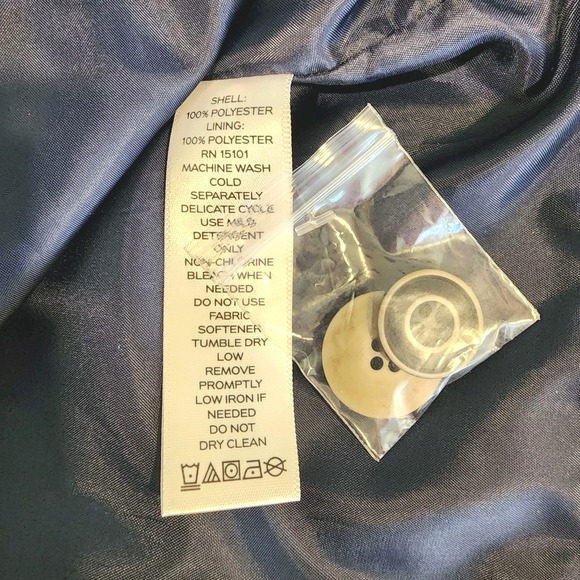 SHELL:
100% POLYESTER
LINING:
100% POLYESTER
RN 15101
MACHINE WASH
COLD
SEPARATELY
DELICATE CYCLE
USE MILD
DETERGENT
ONLY
NON-CHLORINE
BLEACH WHEN
NEEDED
DO NOT USE
FABRIC
SOFTENER
TUMBLE DRY
LOW
REMOVE
PROMPTLY
LOW IRON IF
NEEDED
DO NOT
DRY CLEAN